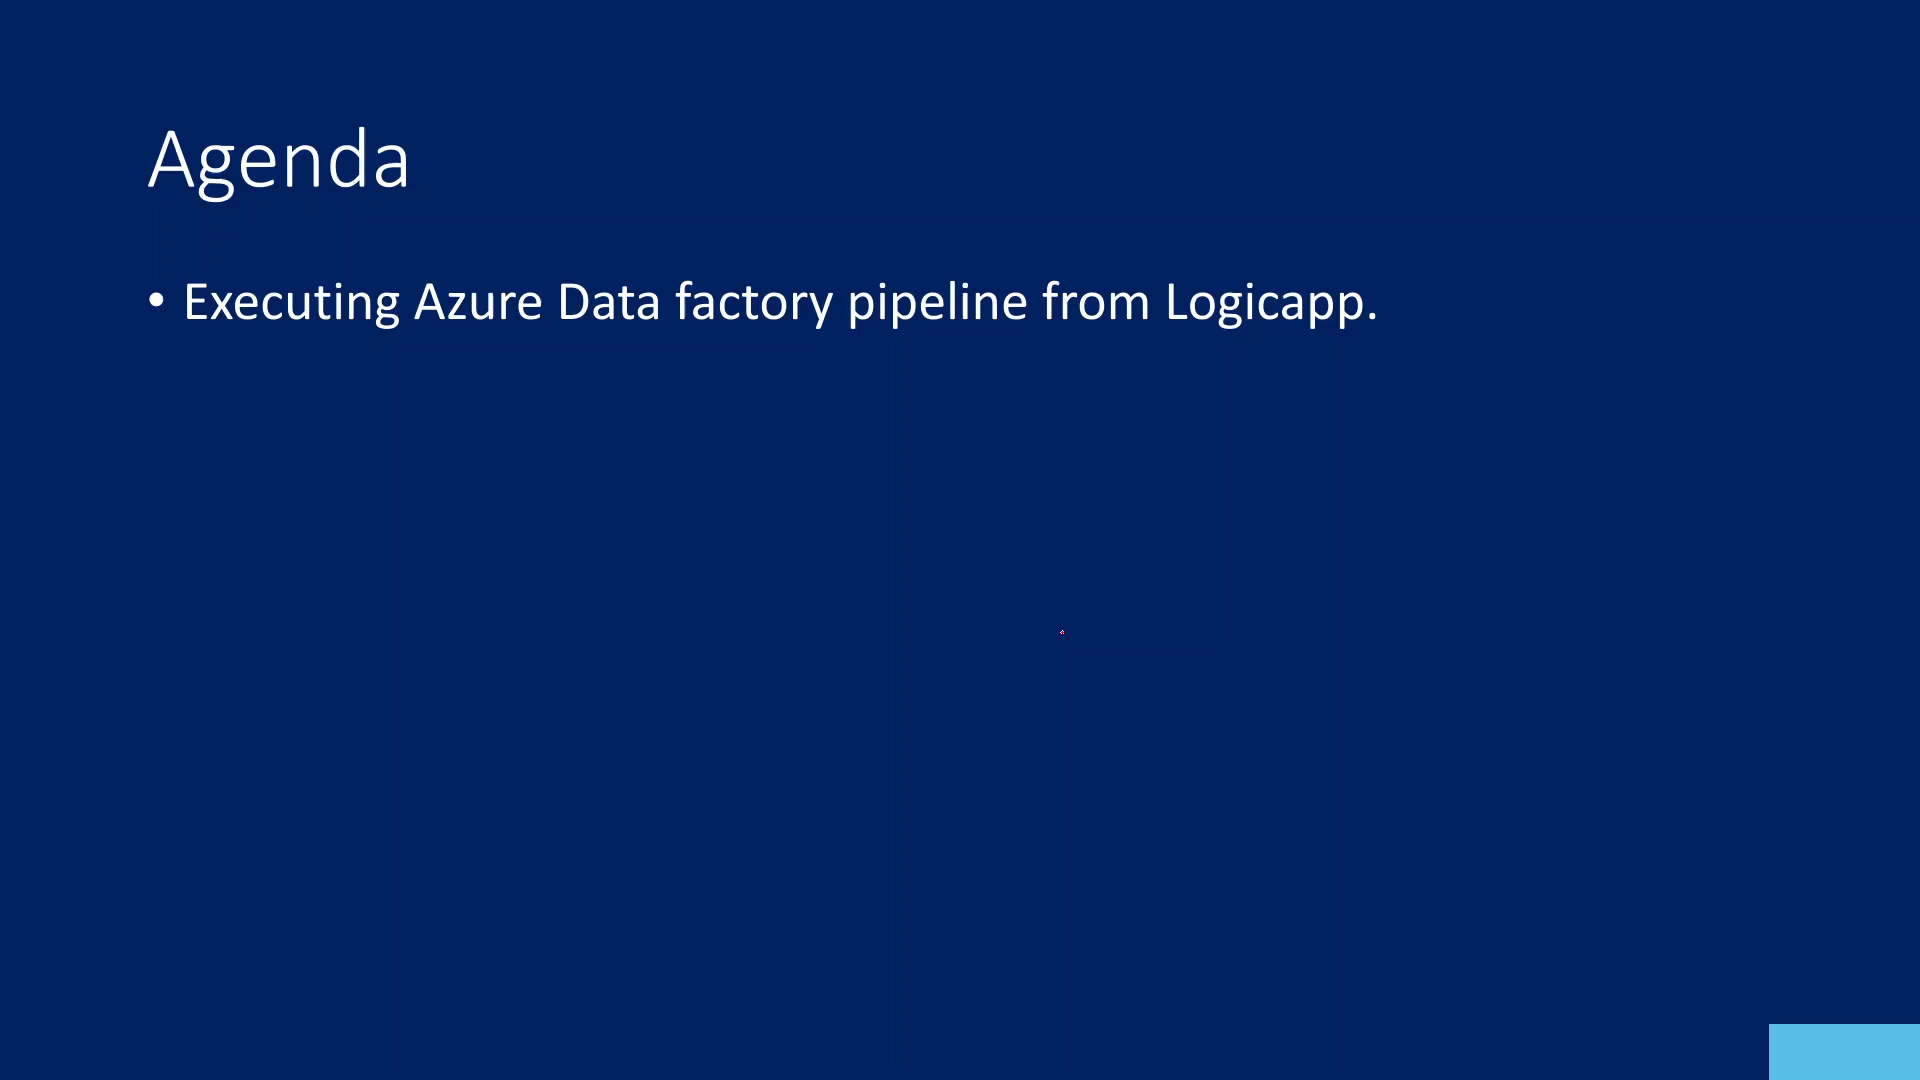 Agenda
• Executing Azure Data factory pipeline from Logicapp.